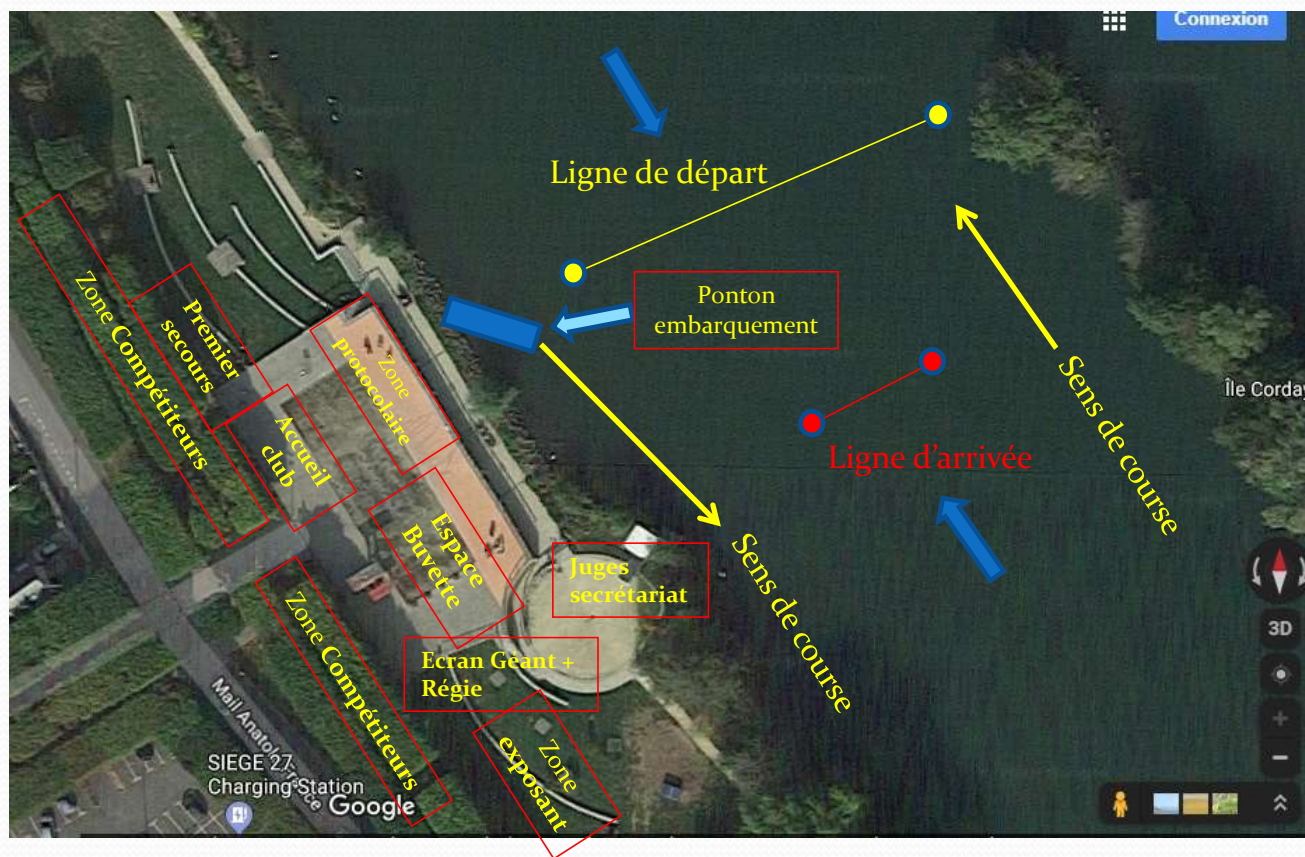 Connexion
Ligne de départ
Ponton
embarquement
Zone Compétiteurs
Premier
secours
Zone
protocolaire
Accueil
club
Sens de course
Île Corday
Ligne d'arrivée
Espace
Buvette
Juges
secrétariat
Sens de course
Zone Compétiteurs
Ecran Géant +
Régie
Zone
exposant
3D
Mail Anatole France
SIEGE 27
Charging Station
Google